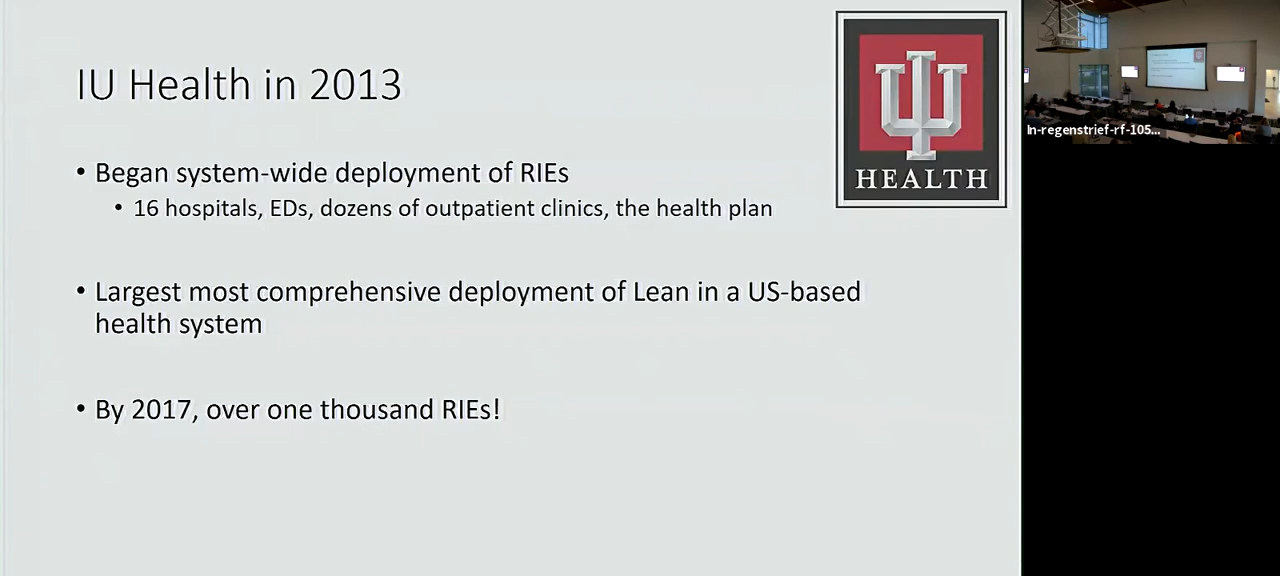 IU Health in 2013
• Began system-wide deployment of RIEs
• 16 hospitals, EDs, dozens of outpatient clinics, the health plan
• Largest most comprehensive deployment of Lean in a US-based
health system
• By 2017, over one thousand RIEs!
HEALTH
In-regenstrief-rf-105...